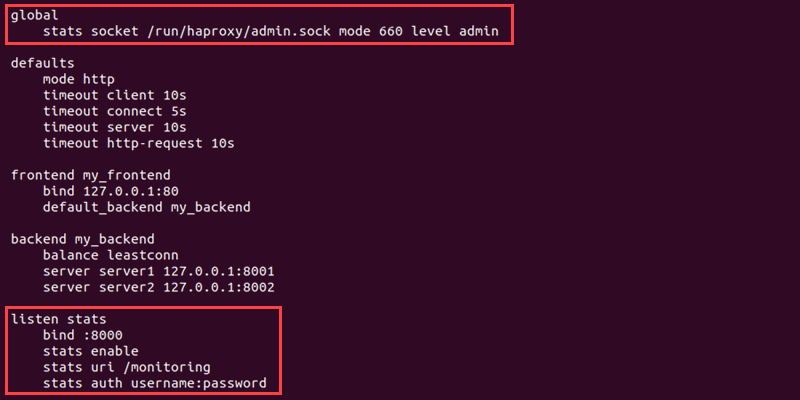 global
    stats socket /run/haproxy/admin.sock mode 660 level admin
defaults
    mode http
    timeout client 10s
    timeout connect 5s
    timeout server 10s
    timeout http-request 10s
frontend my_frontend
    bind 127.0.0.1:80
    default_backend my_backend
backend my_backend
    balance leastconn
    server server1 127.0.0.1:8001
    server server2 127.0.0.1:8002
listen stats
    bind :8000
    stats enable
    stats uri /monitoring
    stats auth username:password